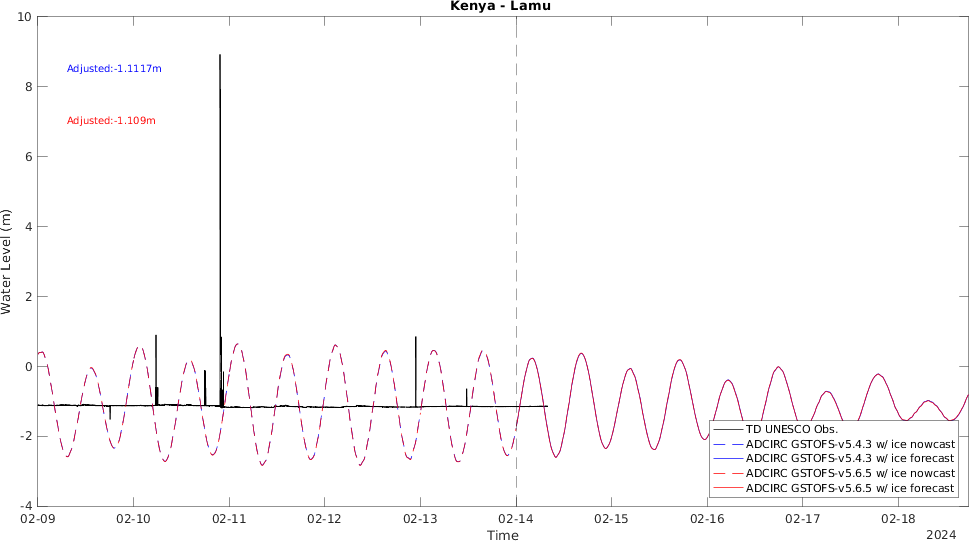 Kenya - Lamu
10
8
6
4
2
0
-2
-4
Water Level (m)
Adjusted:-1.1117m
Adjusted:-1.109m
TD UNESCO Obs.
ADCIRC GSTOFS-v5.4.3 w/ ice nowcast
ADCIRC GSTOFS-v5.4.3 w/ ice forecast
ADCIRC GSTOFS-v5.6.5 w/ ice nowcast
ADCIRC GSTOFS-v5.6.5 w/ ice forecast
02-09 02-10 02-11 02-12 02-13 02-14 02-15 02-16 02-17 02-18
Time
2024